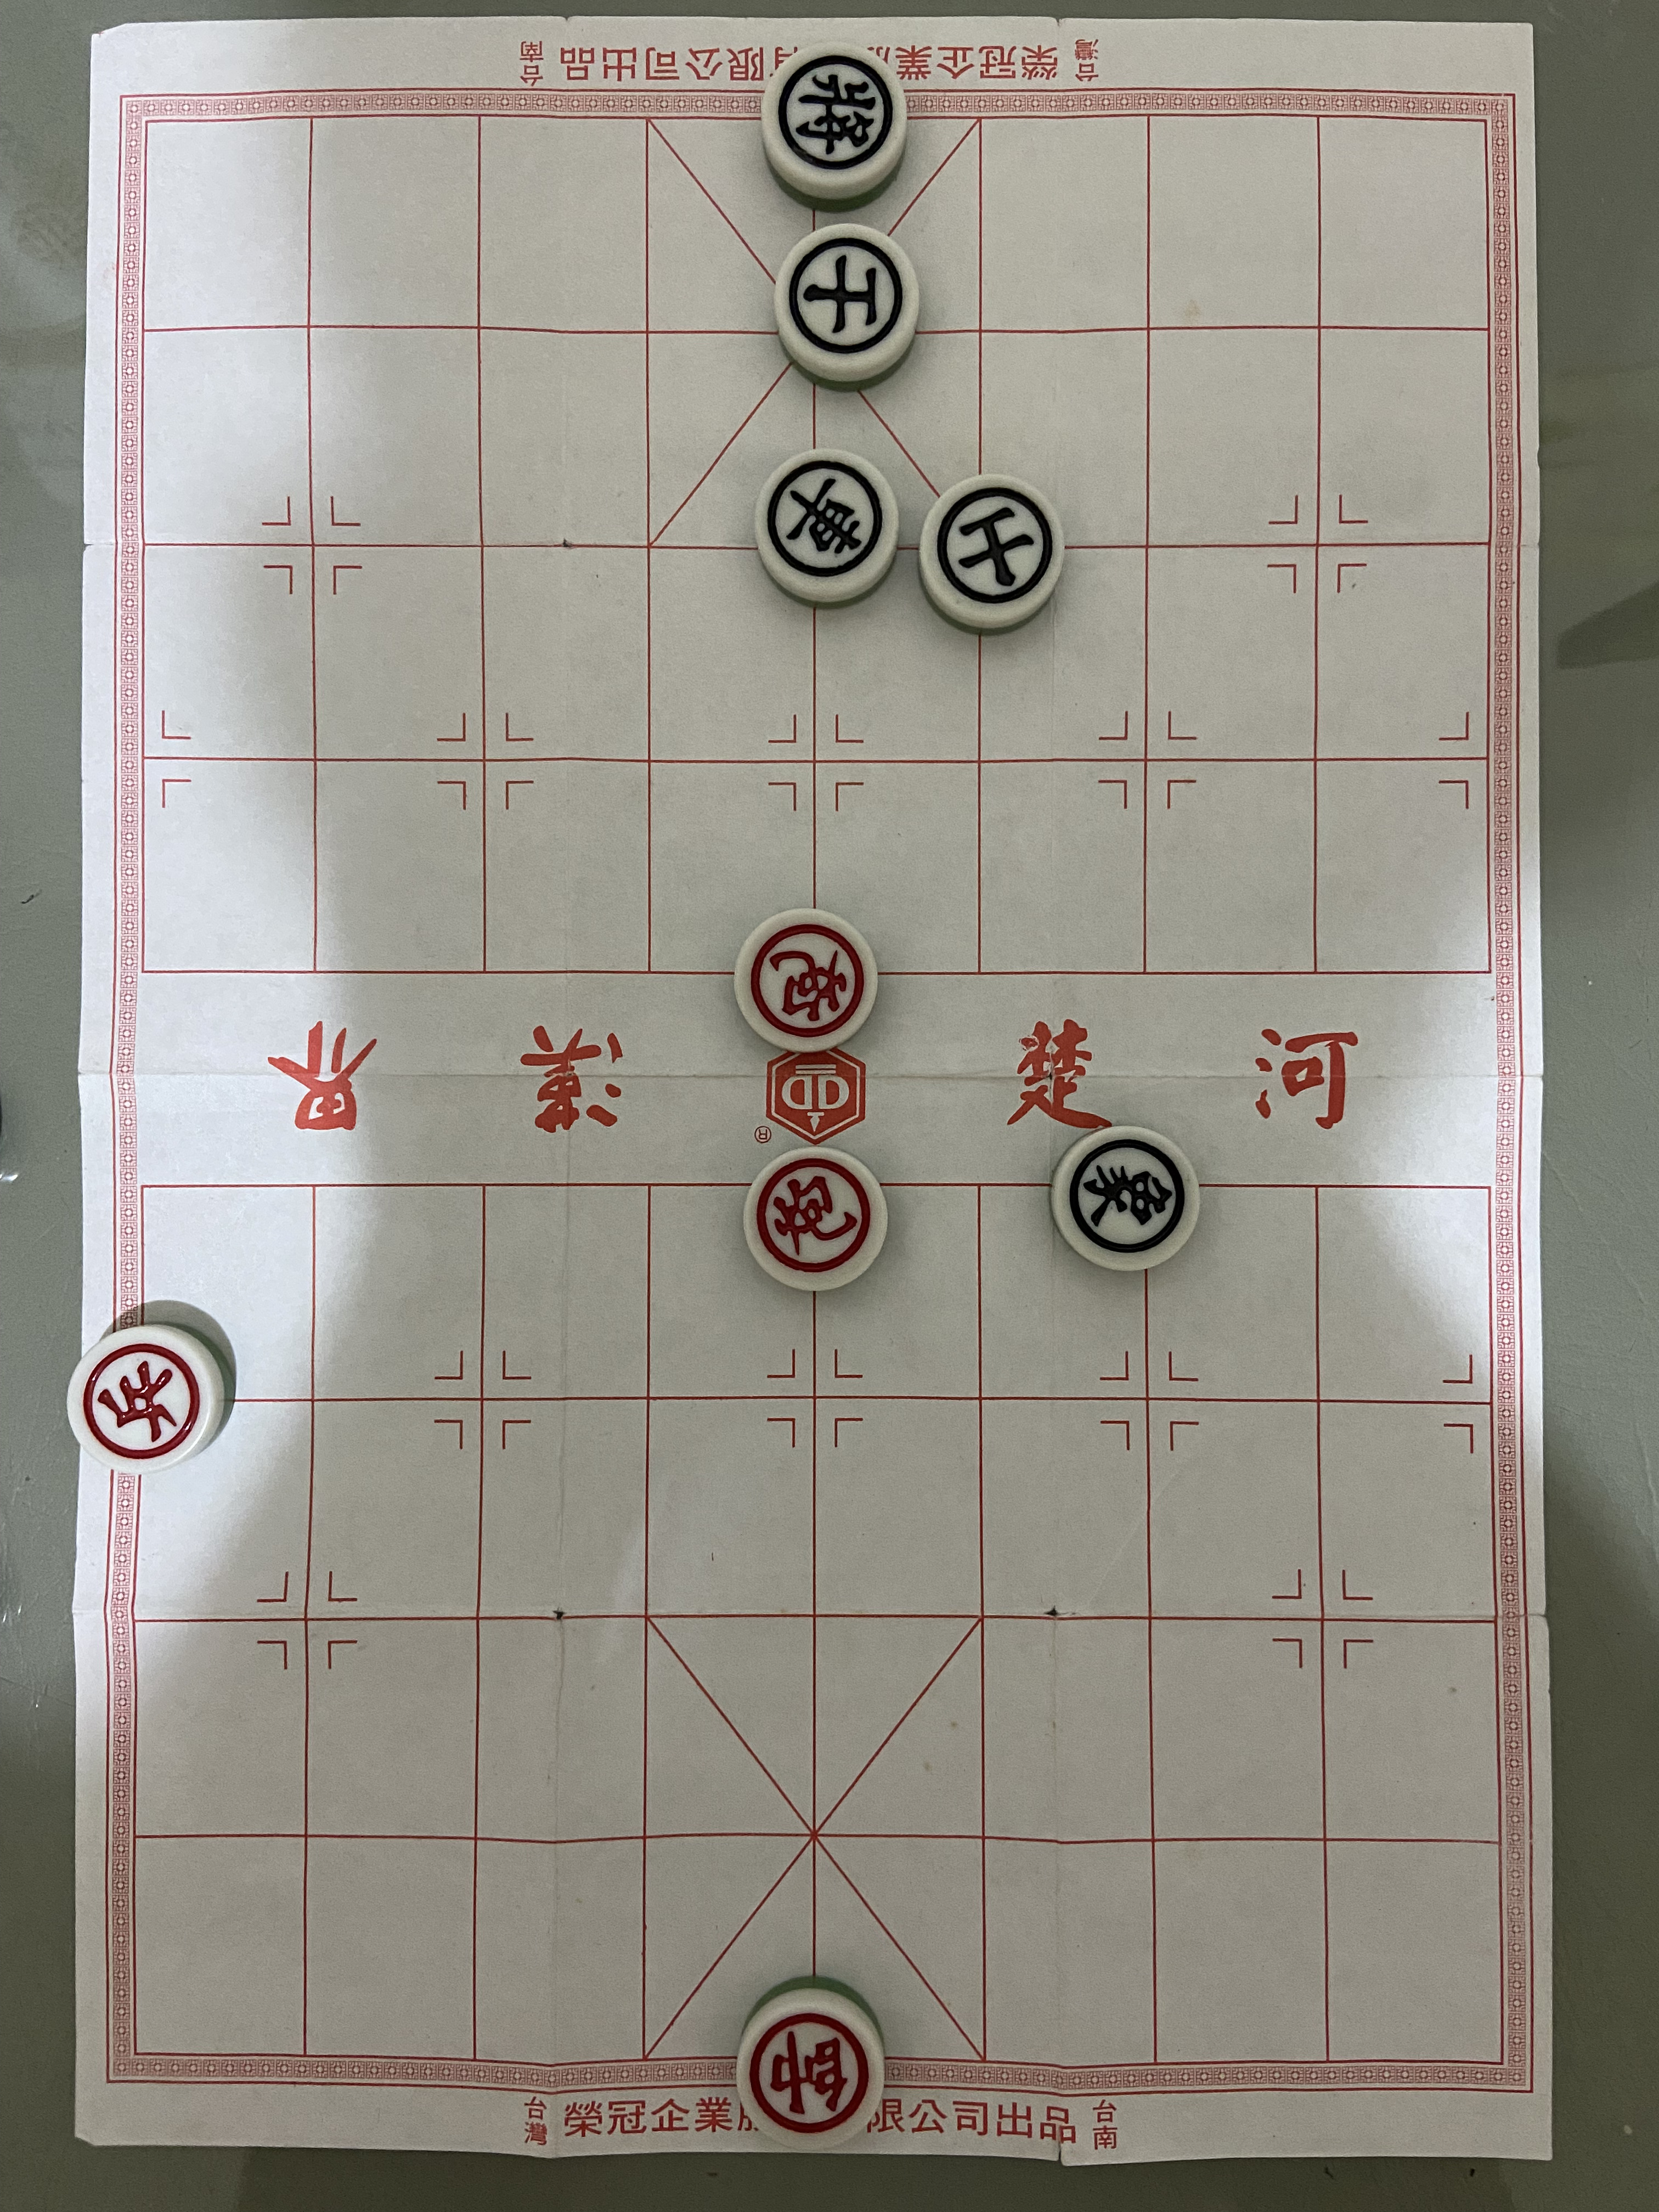 台灣 榮冠企業 限公司出品 台南
將
士
車 士
炮
楚河 漢界
®
炮 象
兵
帥
台灣 榮冠企業 限公司出品 台南